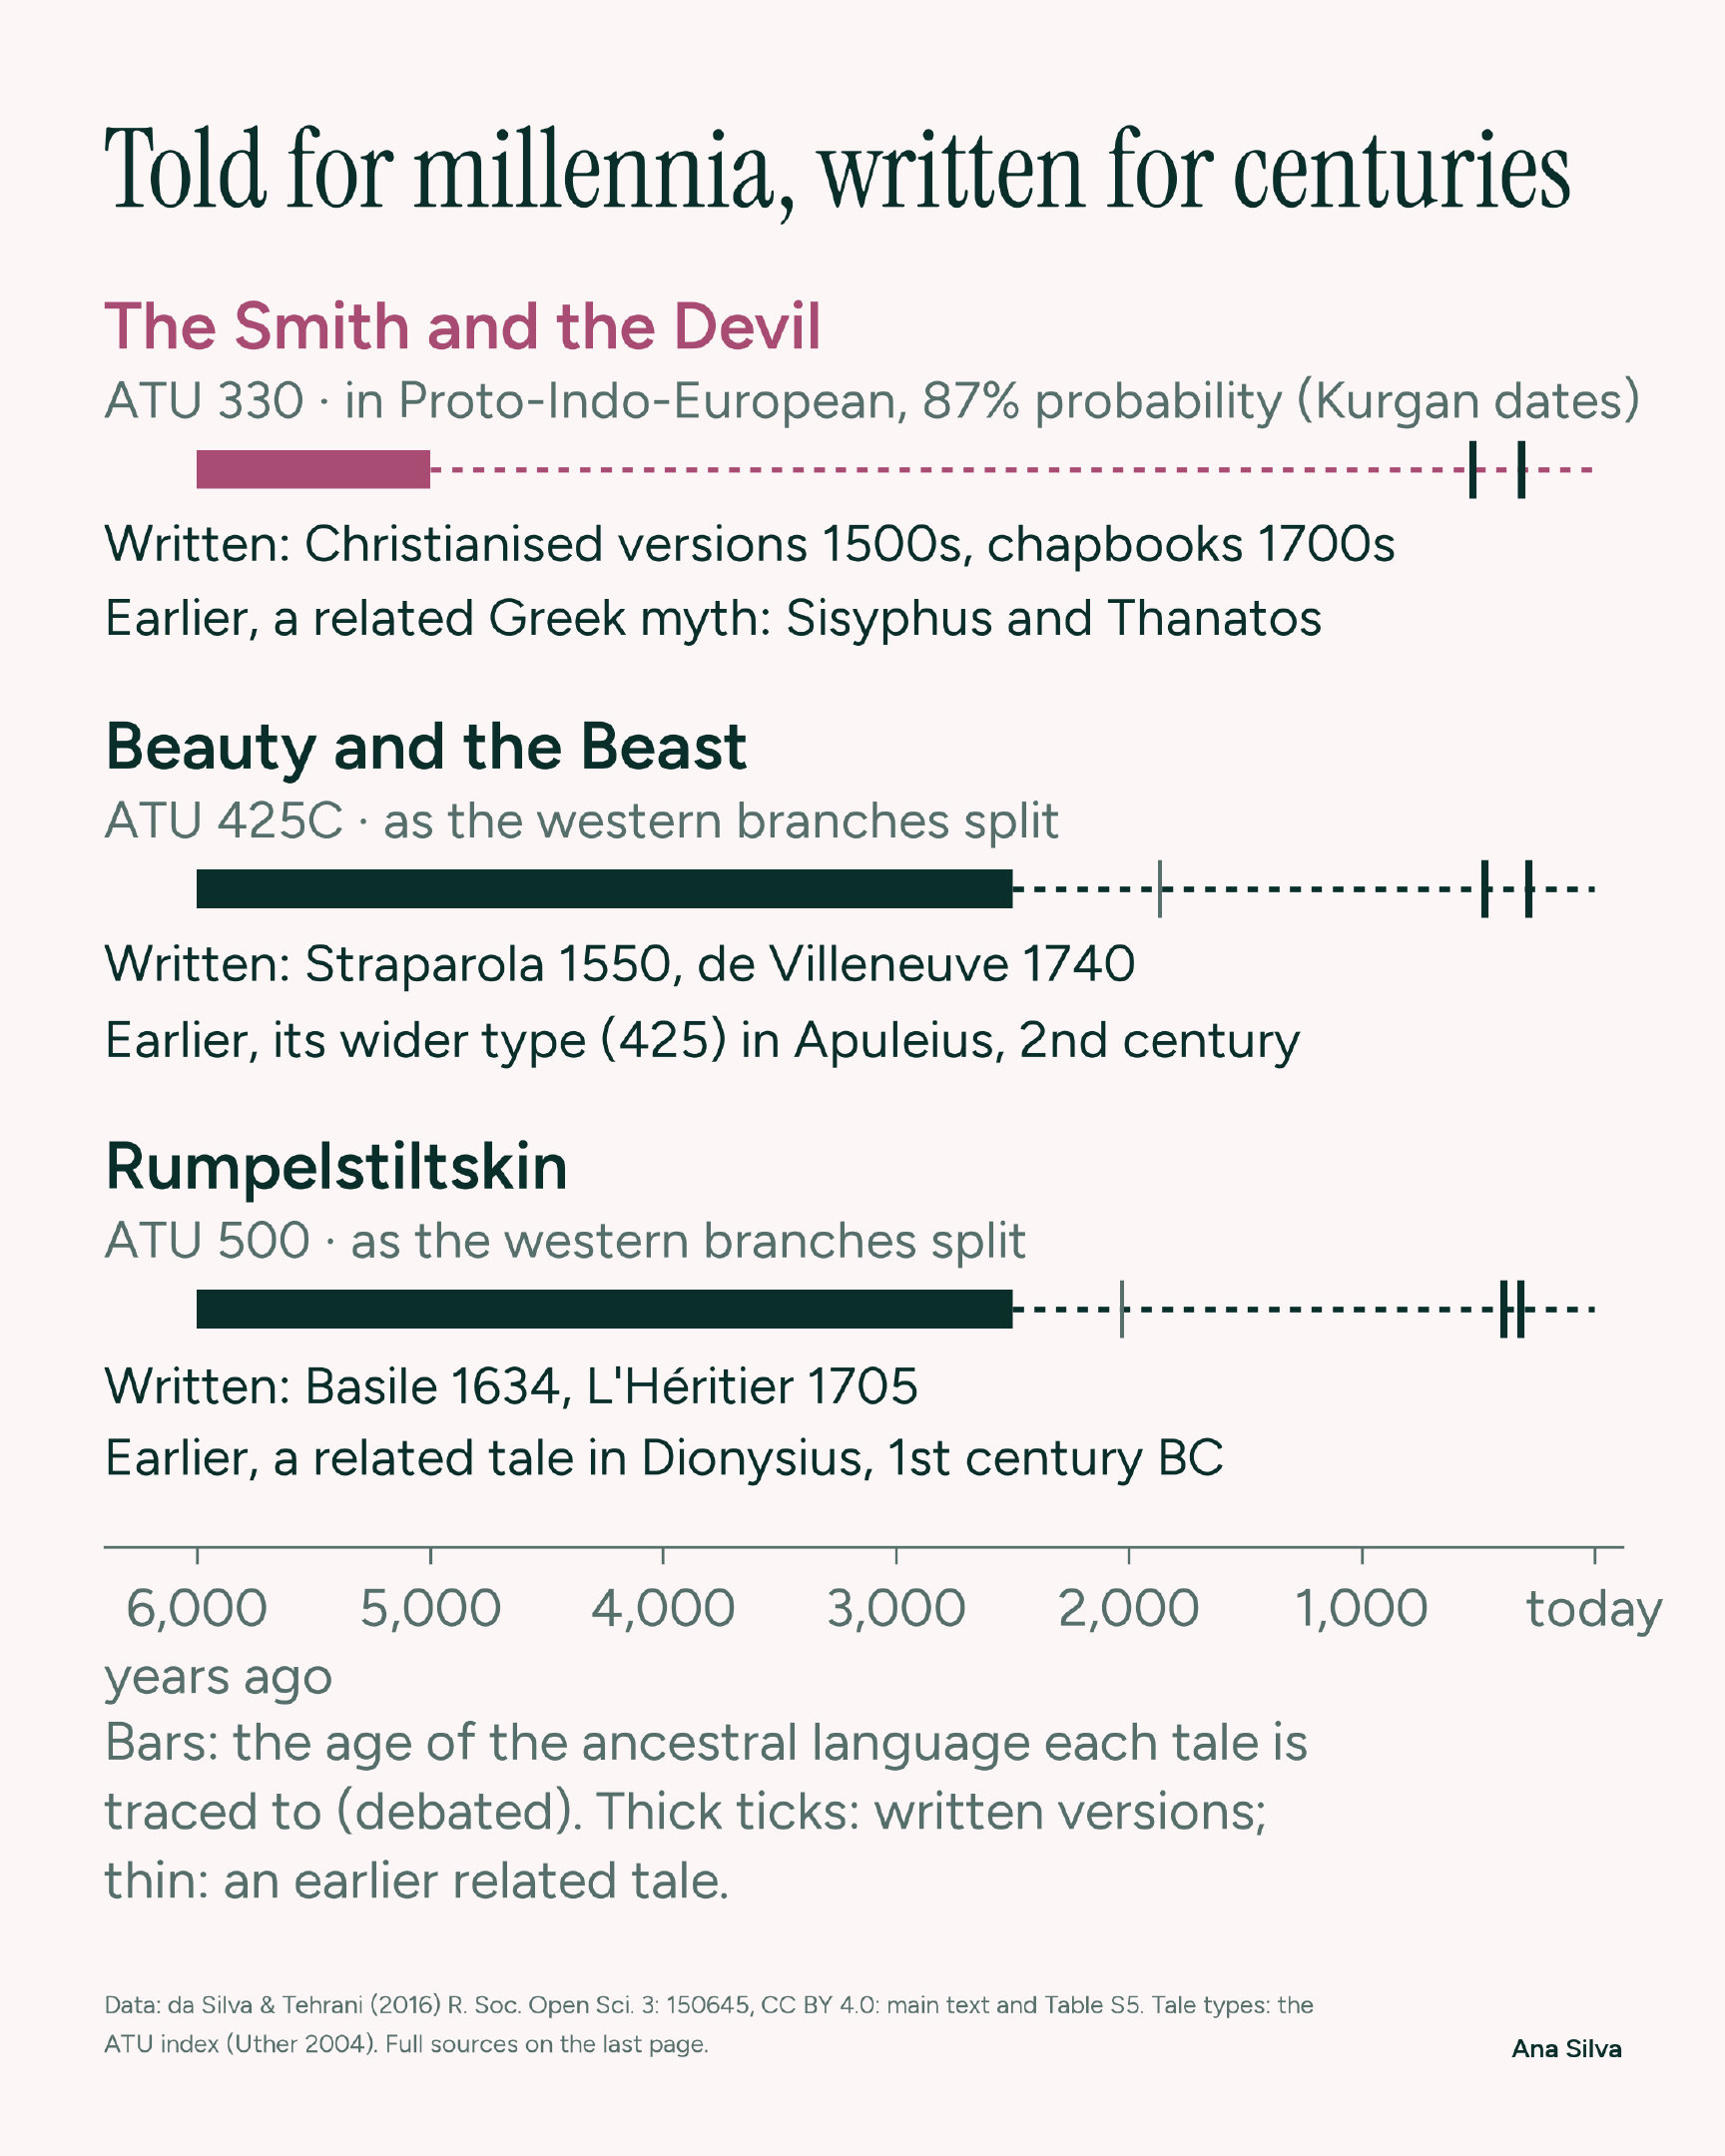 Told for millennia, written for centuries
The Smith and the Devil
ATU 330 · in Proto-Indo-European, 87% probability (Kurgan dates)
Written: Christianised versions 1500s, chapbooks 1700s
Earlier, a related Greek myth: Sisyphus and Thanatos
Beauty and the Beast
ATU 425C · as the western branches split
Written: Straparola 1550, de Villeneuve 1740
Earlier, its wider type (425) in Apuleius, 2nd century
Rumpelstiltskin
ATU 500 · as the western branches split
Written: Basile 1634, L'Héritier 1705
Earlier, a related tale in Dionysius, 1st century BC
6,000 5,000 4,000 3,000 2,000 1,000 today
years ago
Bars: the age of the ancestral language each tale is
traced to (debated). Thick ticks: written versions;
thin: an earlier related tale.
Data: da Silva & Tehrani (2016) R. Soc. Open Sci. 3: 150645, CC BY 4.0: main text and Table S5. Tale types: the
ATU index (Uther 2004). Full sources on the last page.
Ana Silva